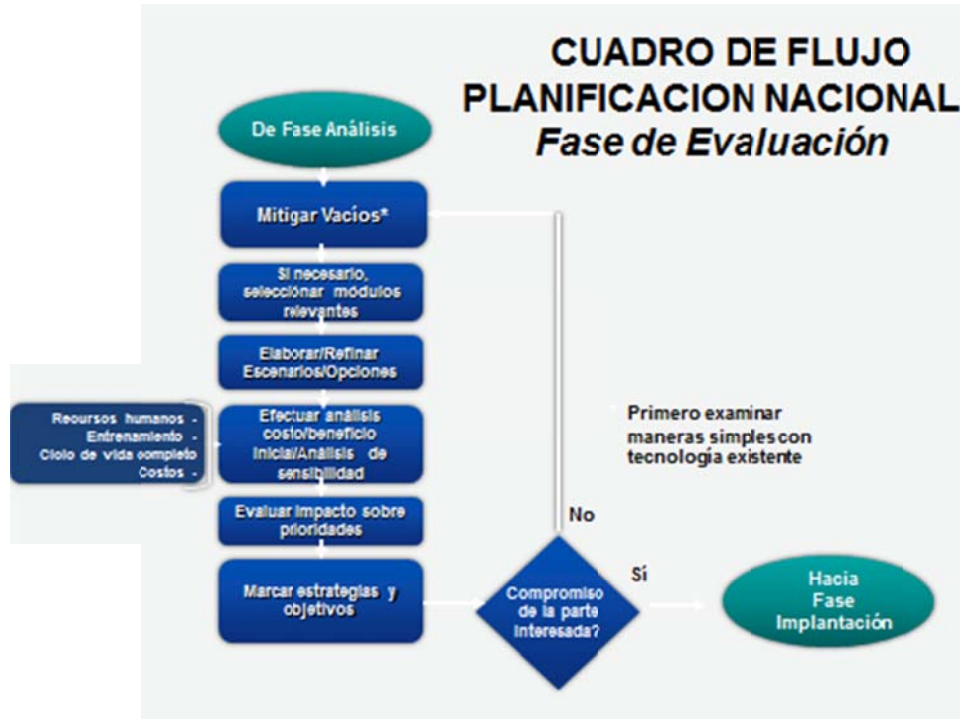 CUADRO DE FLUJO
PLANIFICACION NACIONAL
Fase de Evaluación
De Fase Análisis
Mitigar Vacíos*
Si necesario,
selecciónar módulos
relevantes
Elaborar/Refinar
Escenarios/Opciones
Recursos humanos -
Entrenamiento -
Ciclo de vida completo
Costos -
Efectuar análisis
costo/beneficio
Inicial/Análisis de
sensibilidad
Evaluar impacto sobre
prioridades
Marcar estrategias y
objetivos
Compromiso
de la parte
interesada?
No
Sí
Primero examinar
maneras simples con
tecnología existente
Hacia
Fase
Implantación